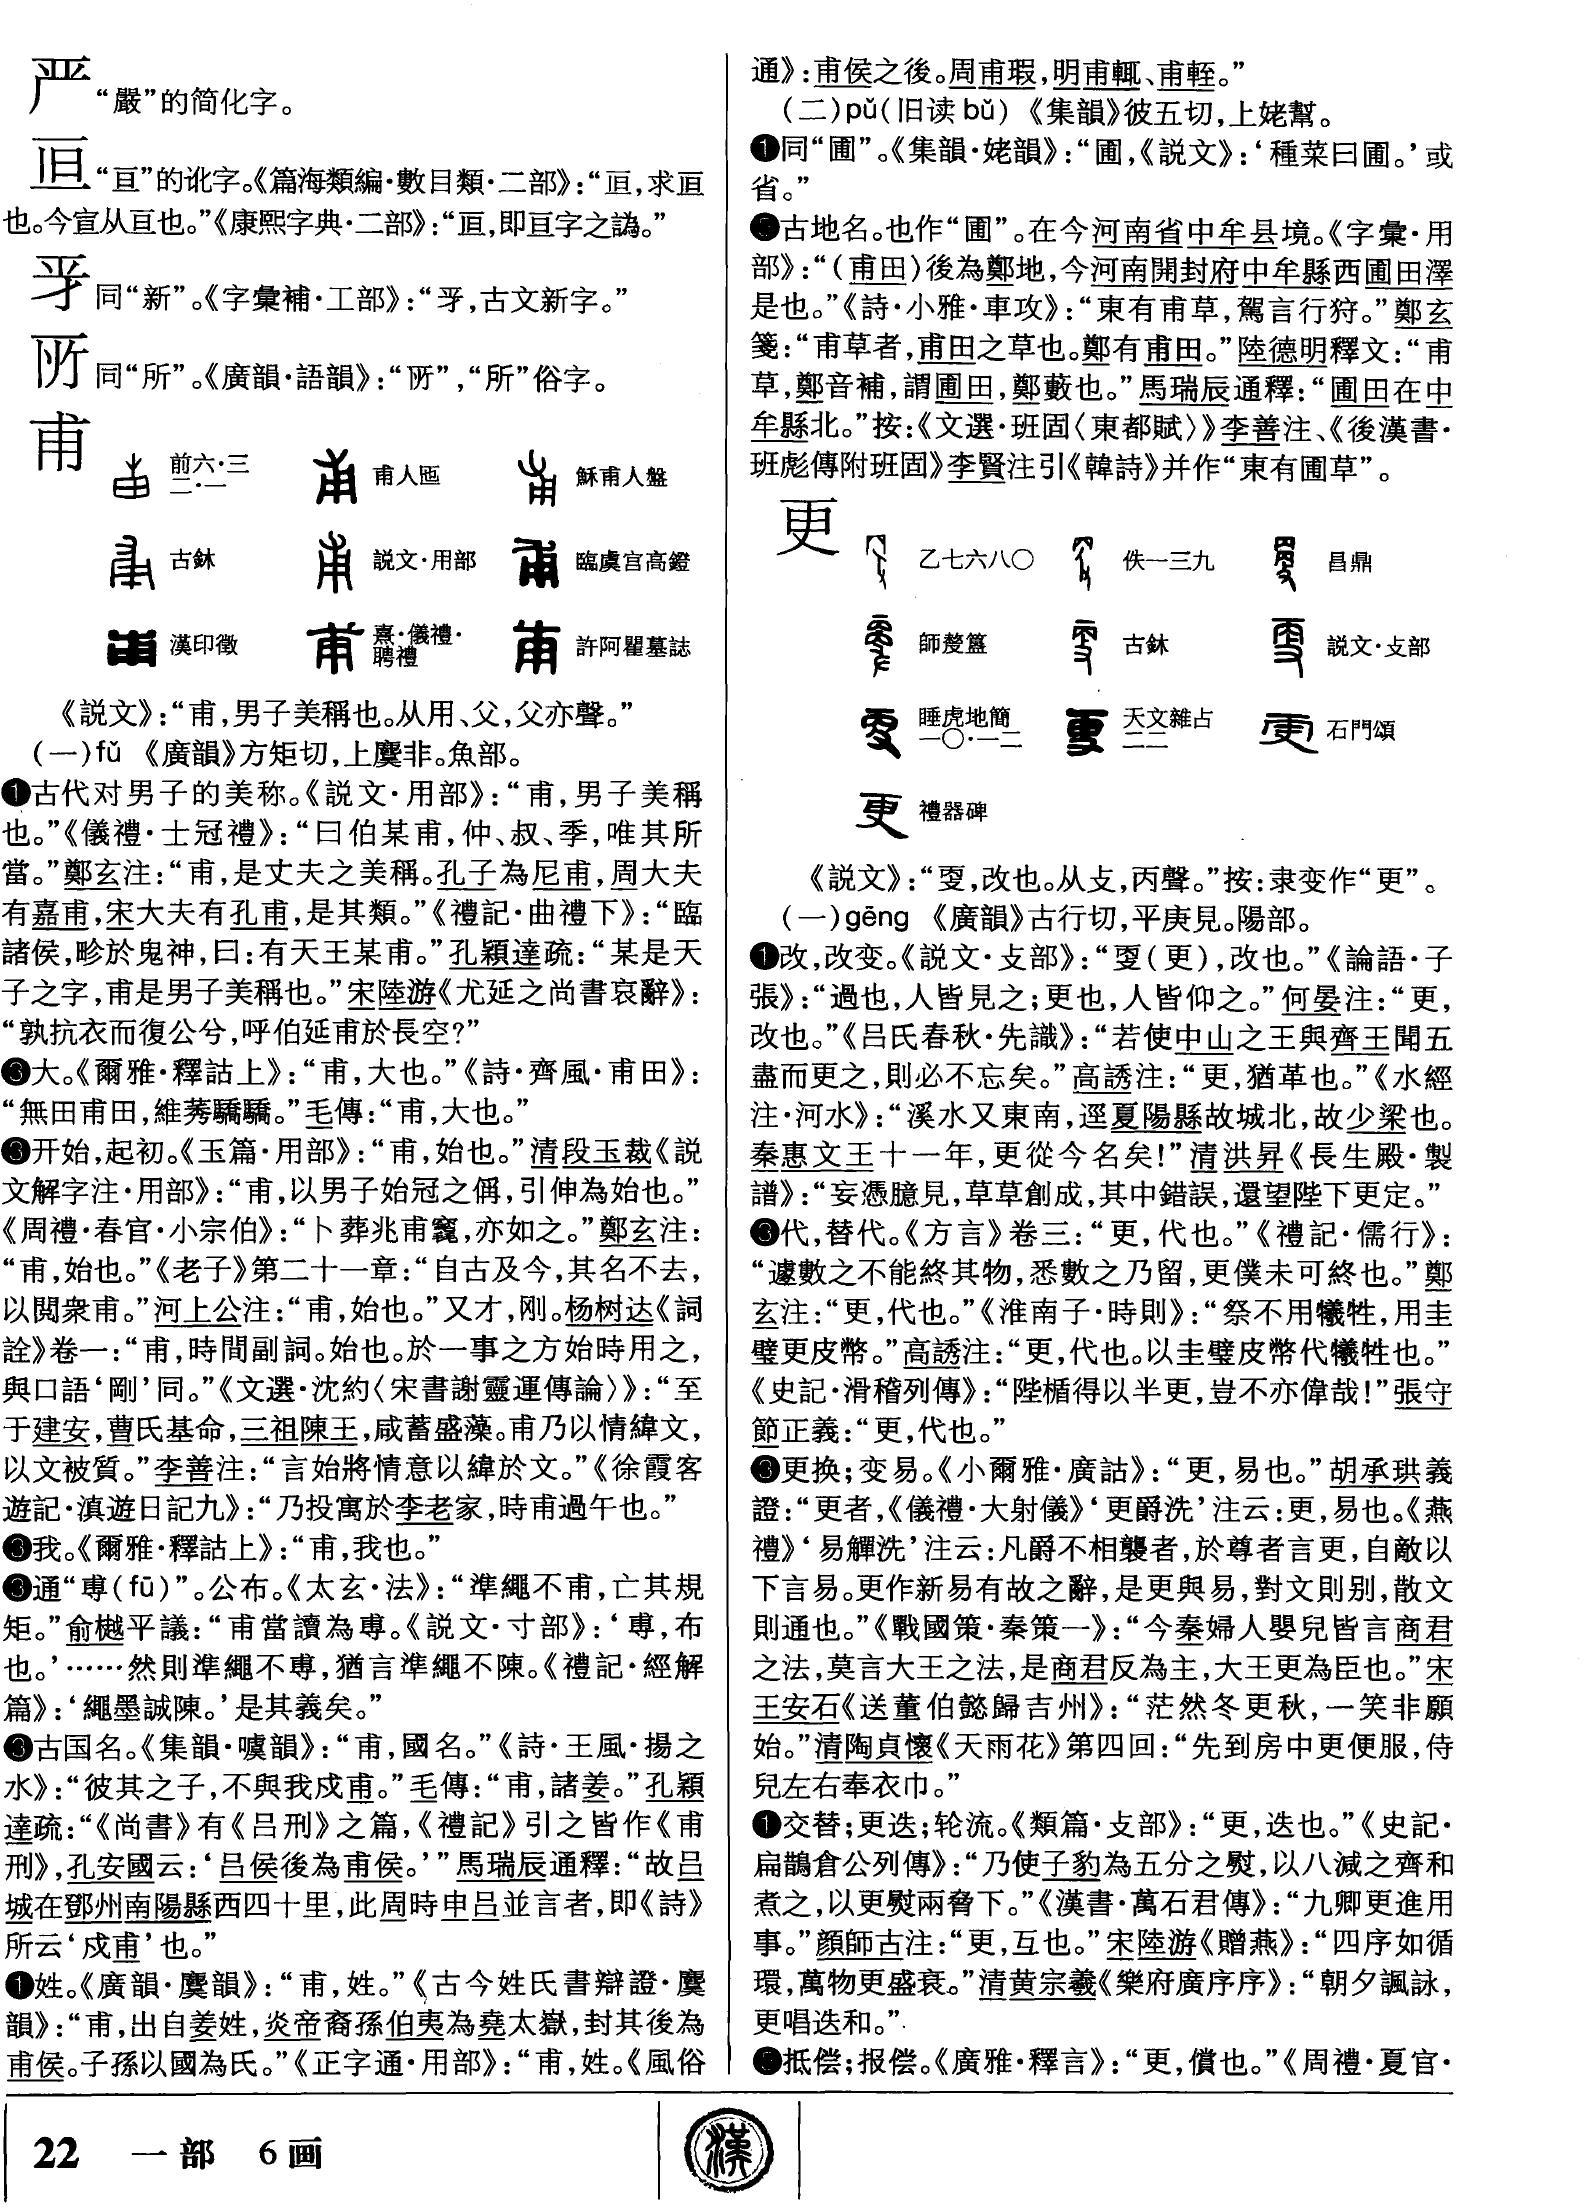 严 “嚴”的简化字。
𠄢 “亘”的讹字。《篇海類編·數目類·二部》：“𠄢，求𠄢
也。今宣从亘也。”《康熙字典·二部》：“𠄢，即亘字之譌。”
同“新”。《字彙補·工部》：“，古文新字。”
同“所”。《廣韻·語韻》：“”，“所”俗字。
甫
前六·三二·一 甫人匜 穌甫人盤
古鉥 説文·用部 臨虞宫高鐙
漢印徵 熹·儀禮·聘禮 許阿瞿墓誌
《説文》：“甫，男子美稱也。从用、父，父亦聲。”
(一)fǔ 《廣韻》方矩切，上麌非。魚部。
❶古代对男子的美称。《説文·用部》：“甫，男子美稱
也。”《儀禮·士冠禮》：“曰伯某甫，仲、叔、季，唯其所
當。”鄭玄注：“甫，是丈夫之美稱。孔子為尼甫，周大夫
有嘉甫，宋大夫有孔甫，是其類。”《禮記·曲禮下》：“臨
諸侯，畛於鬼神，曰：有天王某甫。”孔穎達疏：“某是天
子之字，甫是男子美稱也。”宋陸游《尤延之尚書哀辭》：
“孰抗衣而復公兮，呼伯延甫於長空?”
❸大。《爾雅·釋詁上》：“甫，大也。”《詩·齊風·甫田》：
“無田甫田，維莠驕驕。”毛傳：“甫，大也。”
❸开始，起初。《玉篇·用部》：“甫，始也。”清段玉裁《説
文解字注·用部》：“甫，以男子始冠之偁，引伸為始也。”
《周禮·春官·小宗伯》：“卜葬兆甫竁，亦如之。”鄭玄注：
“甫，始也。”《老子》第二十一章：“自古及今，其名不去，
以閲衆甫。”河上公注：“甫，始也。”又才，刚。杨树达《詞
詮》卷一：“甫，時間副詞。始也。於一事之方始時用之，
與口語‘剛’同。”《文選·沈約〈宋書謝靈運傳論〉》：“至
于建安，曹氏基命，三祖陳王，咸蓄盛藻。甫乃以情緯文，
以文被質。”李善注：“言始將情意以緯於文。”《徐霞客
遊記·滇遊日記九》：“乃投寓於李老家，時甫過午也。”
❸我。《爾雅·釋詁上》：“甫，我也。”
❸通“尃(fū)”。公布。《太玄·法》：“準繩不甫，亡其規
矩。”俞樾平議：“甫當讀為尃。《説文·寸部》：‘尃，布
也。’……然則準繩不尃，猶言準繩不陳。《禮記·經解
篇》：‘繩墨誠陳。’是其義矣。”
❸古国名。《集韻·噳韻》：“甫，國名。”《詩·王風·揚之
水》：“彼其之子，不與我戍甫。”毛傳：“甫，諸姜。”孔穎
達疏：“《尚書》有《吕刑》之篇，《禮記》引之皆作《甫
刑》，孔安國云：‘吕侯後為甫侯。’”馬瑞辰通釋：“故吕
城在鄧州南陽縣西四十里，此周時申吕並言者，即《詩》
所云‘戍甫’也。”
❶姓。《廣韻·麌韻》：“甫，姓。”《古今姓氏書辯證·麌
韻》：“甫，出自姜姓，炎帝裔孫伯夷為堯太嶽，封其後為
甫侯。子孫以國為氏。”《正字通·用部》：“甫，姓。《風俗
通》：甫侯之後。周甫瑕，明甫輒、甫輊。”
(二)pǔ(旧读bǔ) 《集韻》彼五切，上姥幫。
❶同“圃”。《集韻·姥韻》：“圃，《説文》：‘種菜曰圃。’或
省。”
❺古地名。也作“圃”。在今河南省中牟县境。《字彙·用
部》：“(甫田)後為鄭地，今河南開封府中牟縣西圃田澤
是也。”《詩·小雅·車攻》：“東有甫草，駕言行狩。”鄭玄
箋：“甫草者，甫田之草也。鄭有甫田。”陸德明釋文：“甫
草，鄭音補，謂圃田，鄭藪也。”馬瑞辰通釋：“圃田在中
牟縣北。”按：《文選·班固〈東都賦〉》李善注、《後漢書·
班彪傳附班固》李賢注引《韓詩》并作“東有圃草”。
更
乙七六八〇 佚一三九 曶鼎
師𠭰簋 古鉥 説文·攴部
睡虎地簡一〇·一二 天文雜占二二 石門頌
禮器碑
《説文》：“㪅，改也。从攴，丙聲。”按：隶变作“更”。
(一)gēng 《廣韻》古行切，平庚見。陽部。
❶改，改变。《説文·攴部》：“㪅(更)，改也。”《論語·子
張》：“過也，人皆見之；更也，人皆仰之。”何晏注：“更，
改也。”《吕氏春秋·先識》：“若使中山之王與齊王聞五
盡而更之，則必不忘矣。”高誘注：“更，猶革也。”《水經
注·河水》：“溪水又東南，逕夏陽縣故城北，故少梁也。
秦惠文王十一年，更從今名矣!”清洪昇《長生殿·製
譜》：“妄憑臆見，草草創成，其中錯誤，還望陛下更定。”
❸代，替代。《方言》卷三：“更，代也。”《禮記·儒行》：
“遽數之不能終其物，悉數之乃留，更僕未可終也。”鄭
玄注：“更，代也。”《淮南子·時則》：“祭不用犧牲，用圭
璧更皮幣。”高誘注：“更，代也。以圭璧皮幣代犧牲也。”
《史記·滑稽列傳》：“陛楯得以半更，豈不亦偉哉!”張守
節正義：“更，代也。”
❸更换；变易。《小爾雅·廣詁》：“更，易也。”胡承珙義
證：“更者，《儀禮·大射儀》‘更爵洗’注云：更，易也。《燕
禮》‘易觶洗’注云：凡爵不相襲者，於尊者言更，自敵以
下言易。更作新易有故之辭，是更與易，對文則别，散文
則通也。”《戰國策·秦策一》：“今秦婦人嬰兒皆言商君
之法，莫言大王之法，是商君反為主，大王更為臣也。”宋
王安石《送董伯懿歸吉州》：“茫然冬更秋，一笑非願
始。”清陶貞懷《天雨花》第四回：“先到房中更便服，侍
兒左右奉衣巾。”
❶交替；更迭；轮流。《類篇·攴部》：“更，迭也。”《史記·
扁鵲倉公列傳》：“乃使子豹為五分之熨，以八減之齊和
煮之，以更熨兩脅下。”《漢書·萬石君傳》：“九卿更進用
事。”顔師古注：“更，互也。”宋陸游《贈燕》：“四序如循
環，萬物更盛衰。”清黄宗羲《樂府廣序序》：“朝夕諷詠，
更唱迭和。”
❺抵偿；报偿。《廣雅·釋言》：“更，償也。”《周禮·夏官·
22 一部 6画
漢